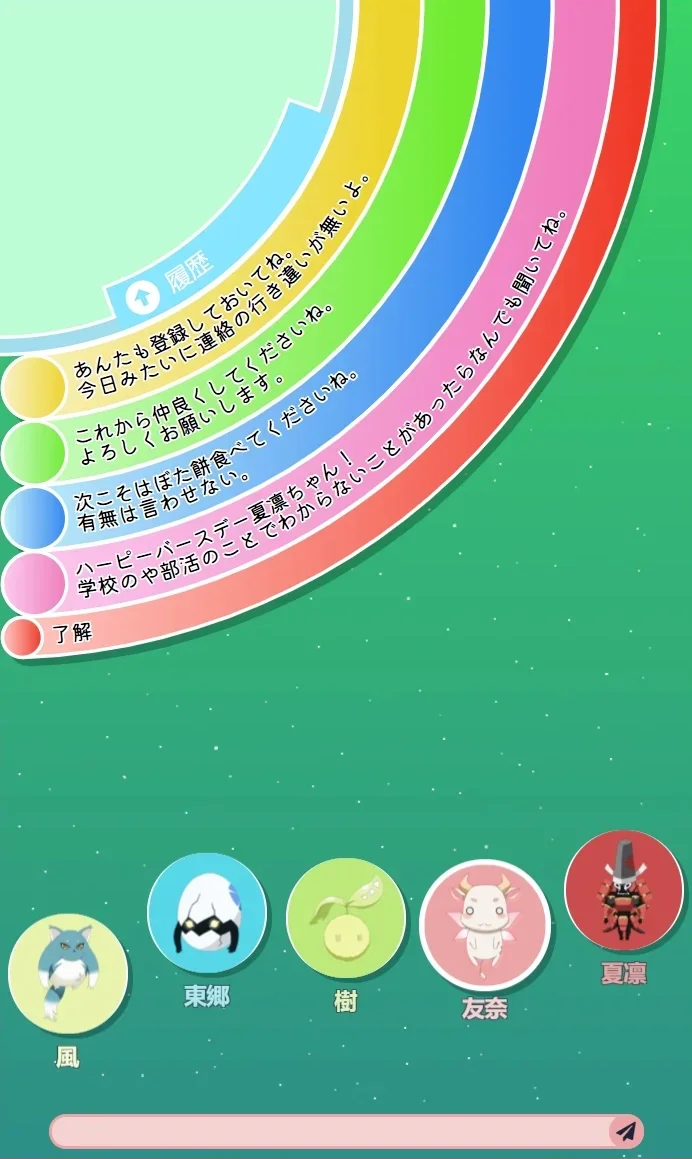 履歴
あんたも登録しておいてね。
今日みたいに連絡の行き違いが無いよ。
これから仲良くしてくださいね。
よろしくお願いします。
次こそはぼた餅食べてくださいね。
有無は言わせない。
ハーピーバースデー夏凛ちゃん！
学校のや部活のことでわからないことがあったらなんでも聞いてね。
了解
風
東郷
樹
友奈
夏凛